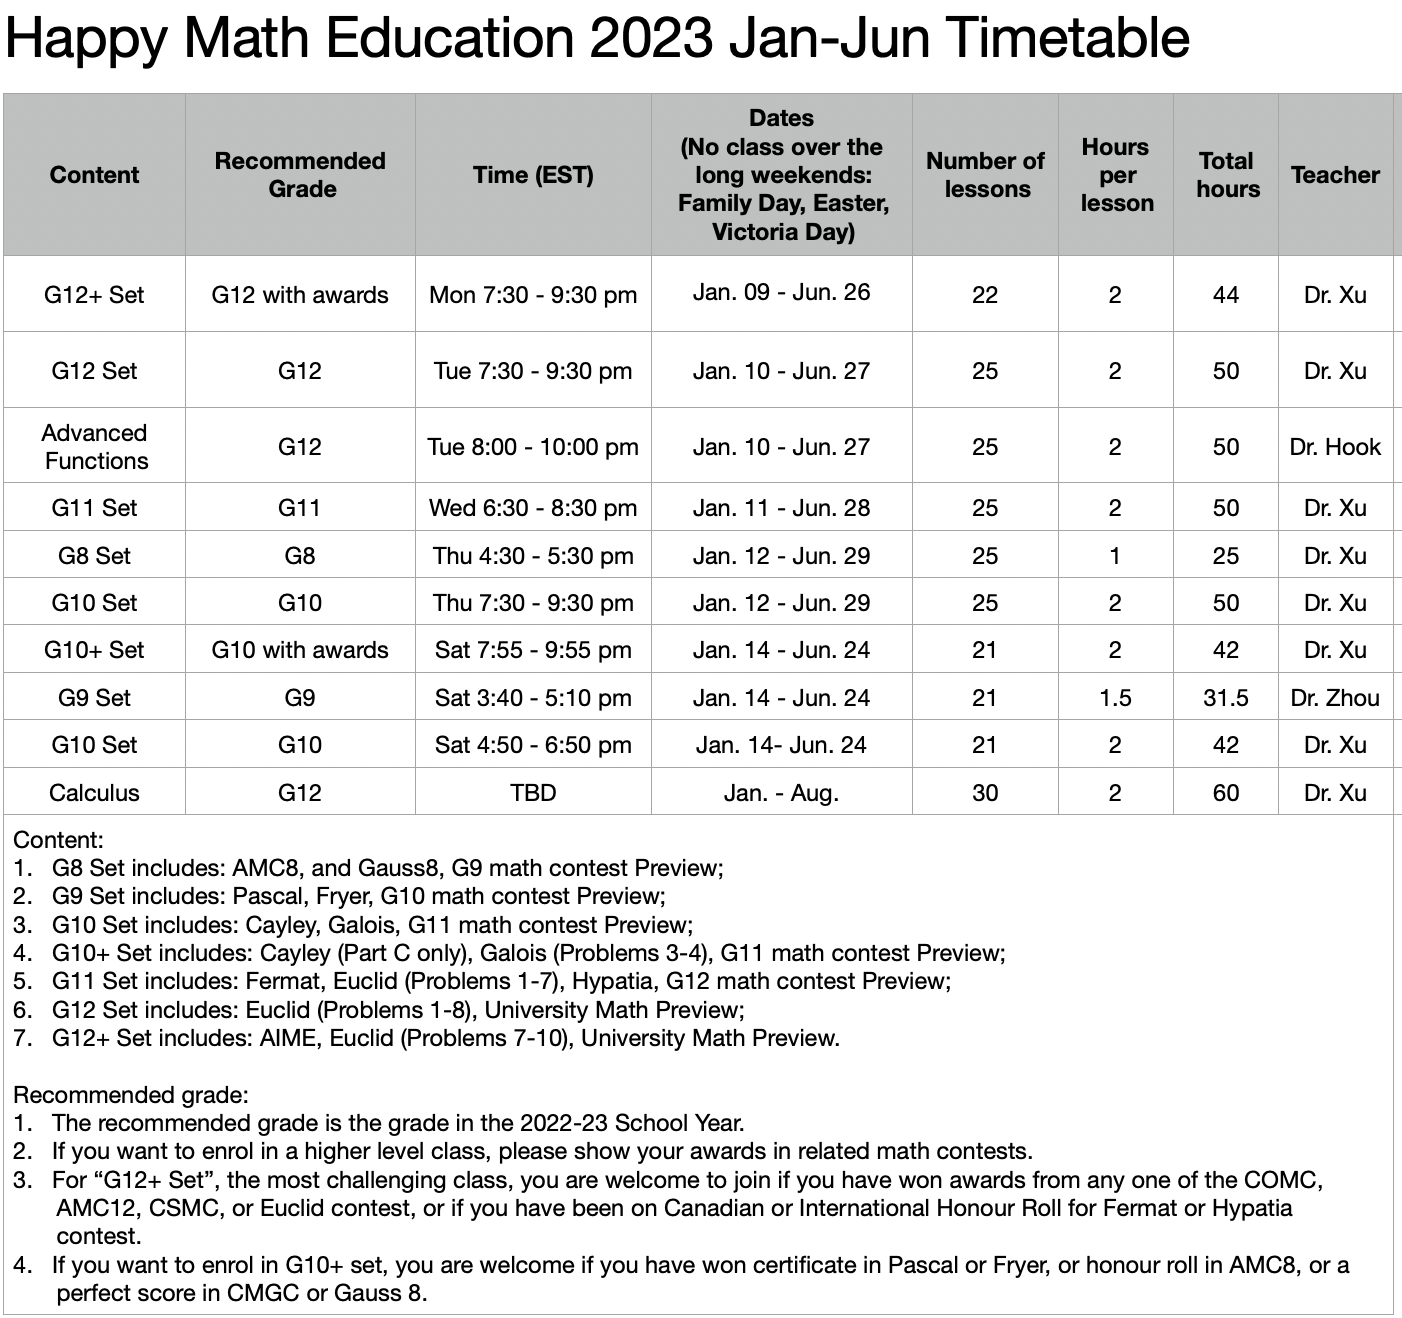 Happy Math Education 2023 Jan-Jun Timetable
Content Recommended Grade Time (EST) Dates (No class over the long weekends: Family Day, Easter, Victoria Day) Number of lessons Hours per lesson Total hours Teacher
G12+ Set G12 with awards Mon 7:30 - 9:30 pm Jan. 09 - Jun. 26 22 2 44 Dr. Xu
G12 Set G12 Tue 7:30 - 9:30 pm Jan. 10 - Jun. 27 25 2 50 Dr. Xu
Advanced Functions G12 Tue 8:00 - 10:00 pm Jan. 10 - Jun. 27 25 2 50 Dr. Hook
G11 Set G11 Wed 6:30 - 8:30 pm Jan. 11 - Jun. 28 25 2 50 Dr. Xu
G8 Set G8 Thu 4:30 - 5:30 pm Jan. 12 - Jun. 29 25 1 25 Dr. Xu
G10 Set G10 Thu 7:30 - 9:30 pm Jan. 12 - Jun. 29 25 2 50 Dr. Xu
G10+ Set G10 with awards Sat 7:55 - 9:55 pm Jan. 14 - Jun. 24 21 2 42 Dr. Xu
G9 Set G9 Sat 3:40 - 5:10 pm Jan. 14 - Jun. 24 21 1.5 31.5 Dr. Zhou
G10 Set G10 Sat 4:50 - 6:50 pm Jan. 14- Jun. 24 21 2 42 Dr. Xu
Calculus G12 TBD Jan. - Aug. 30 2 60 Dr. Xu
Content:
1. G8 Set includes: AMC8, and Gauss8, G9 math contest Preview;
2. G9 Set includes: Pascal, Fryer, G10 math contest Preview;
3. G10 Set includes: Cayley, Galois, G11 math contest Preview;
4. G10+ Set includes: Cayley (Part C only), Galois (Problems 3-4), G11 math contest Preview;
5. G11 Set includes: Fermat, Euclid (Problems 1-7), Hypatia, G12 math contest Preview;
6. G12 Set includes: Euclid (Problems 1-8), University Math Preview;
7. G12+ Set includes: AIME, Euclid (Problems 7-10), University Math Preview.
Recommended grade:
1. The recommended grade is the grade in the 2022-23 School Year.
2. If you want to enrol in a higher level class, please show your awards in related math contests.
3. For “G12+ Set”, the most challenging class, you are welcome to join if you have won awards from any one of the COMC,
AMC12, CSMC, or Euclid contest, or if you have been on Canadian or International Honour Roll for Fermat or Hypatia
contest.
4. If you want to enrol in G10+ set, you are welcome if you have won certificate in Pascal or Fryer, or honour roll in AMC8, or a
perfect score in CMGC or Gauss 8.